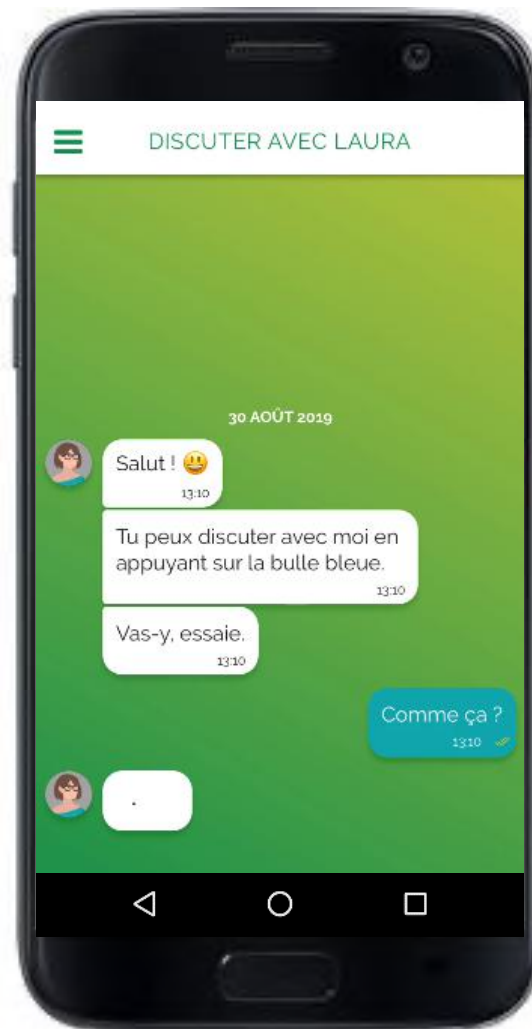 DISCUTER AVEC LAURA
30 AOÛT 2019
Salut ! 😃
13:10
Tu peux discuter avec moi en
appuyant sur la bulle bleue.
13:10
Vas-y, essaie.
13:10
Comme ça ?
13:10
.